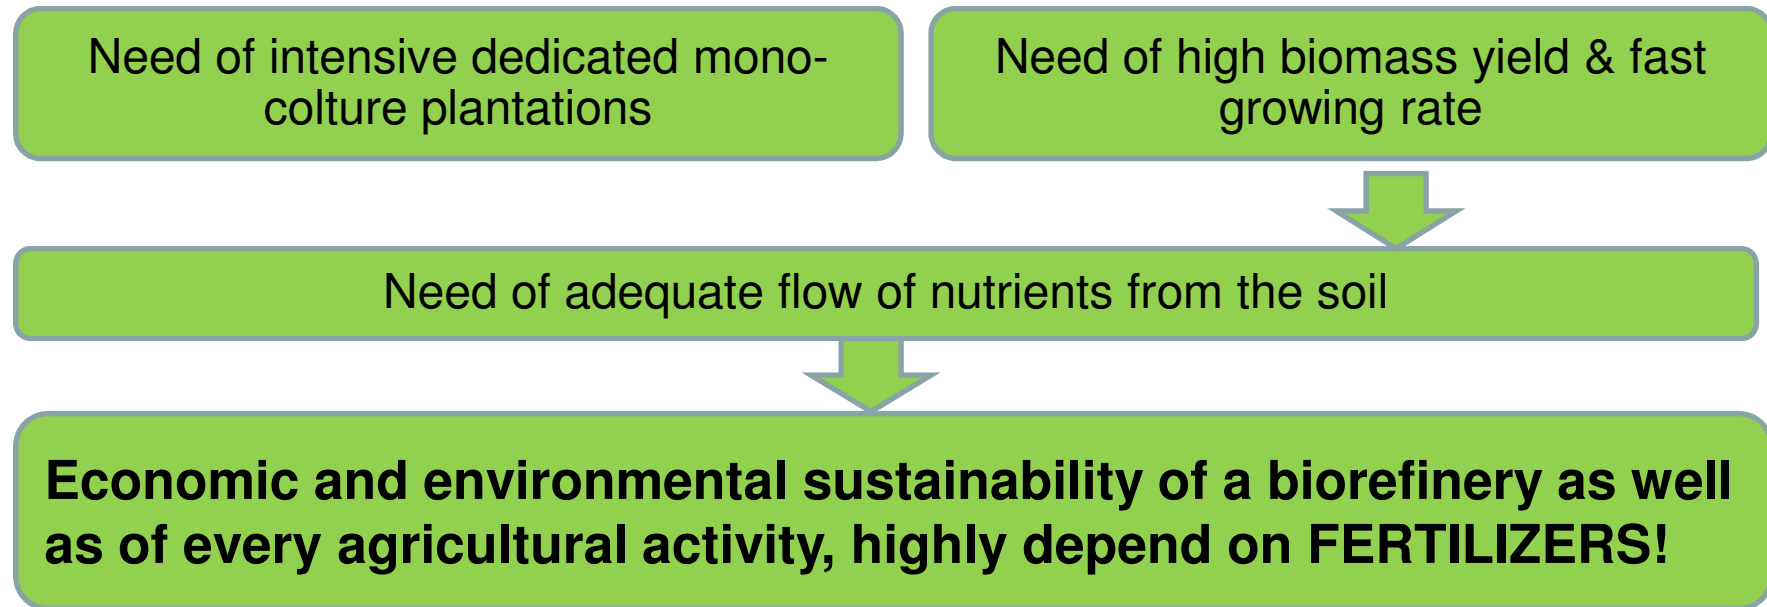 Need of intensive dedicated mono-
colture plantations
Need of high biomass yield & fast
growing rate
Need of adequate flow of nutrients from the soil
Economic and environmental sustainability of a biorefinery as well
as of every agricultural activity, highly depend on FERTILIZERS!